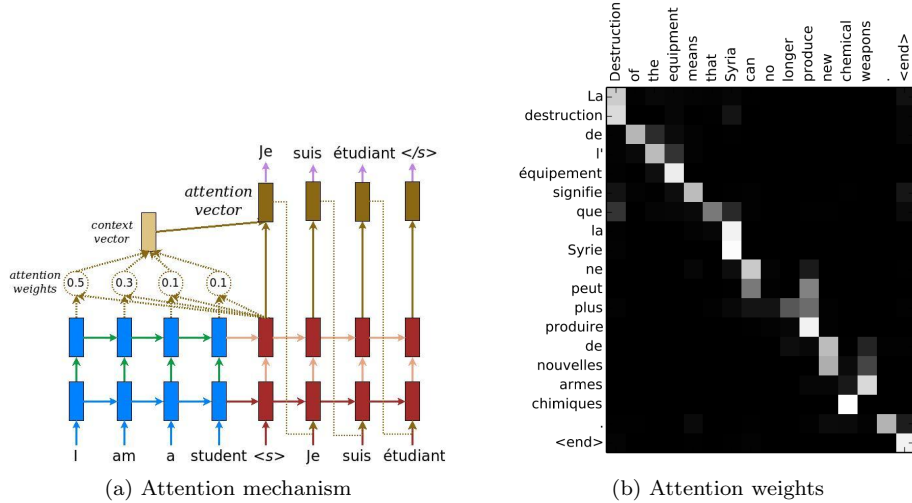 Je suis étudiant </s>
attention
vector
context
vector
attention
weights
0.5 0.3 0.1 0.1
I am a student <s> Je suis étudiant
(a) Attention mechanism
Destruction of the equipment means that Syria can no longer produce new chemical weapons . <end>
La
destruction
de
l'
équipement
signifie
que
la
Syrie
ne
peut
plus
produire
de
nouvelles
armes
chimiques
.
<end>
(b) Attention weights